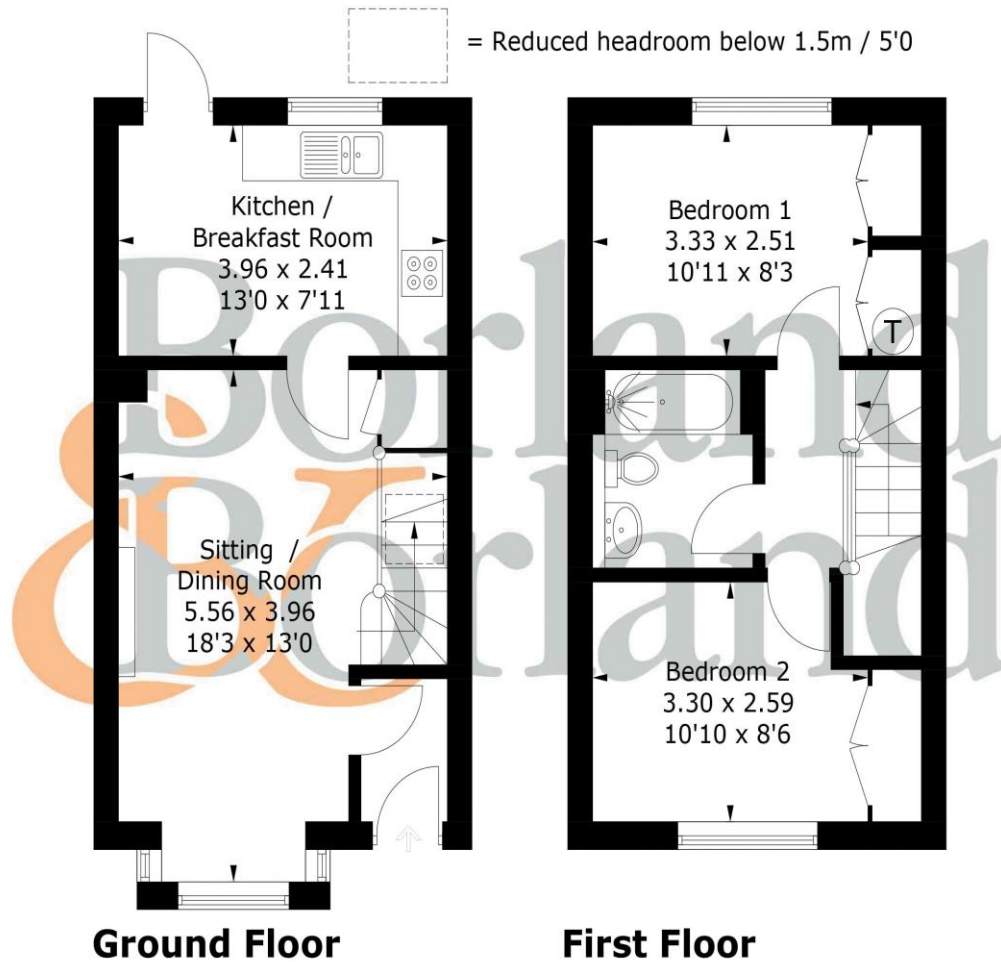 = Reduced headroom below 1.5m / 5'0
Kitchen /
Breakfast Room
3.96 x 2.41
13'0 x 7'11
Sitting /
Dining Room
5.56 x 3.96
18'3 x 13'0
Ground Floor
Bedroom 1
3.33 x 2.51
10'11 x 8'3
T
Bedroom 2
3.30 x 2.59
10'10 x 8'6
First Floor
Borland
& Borland